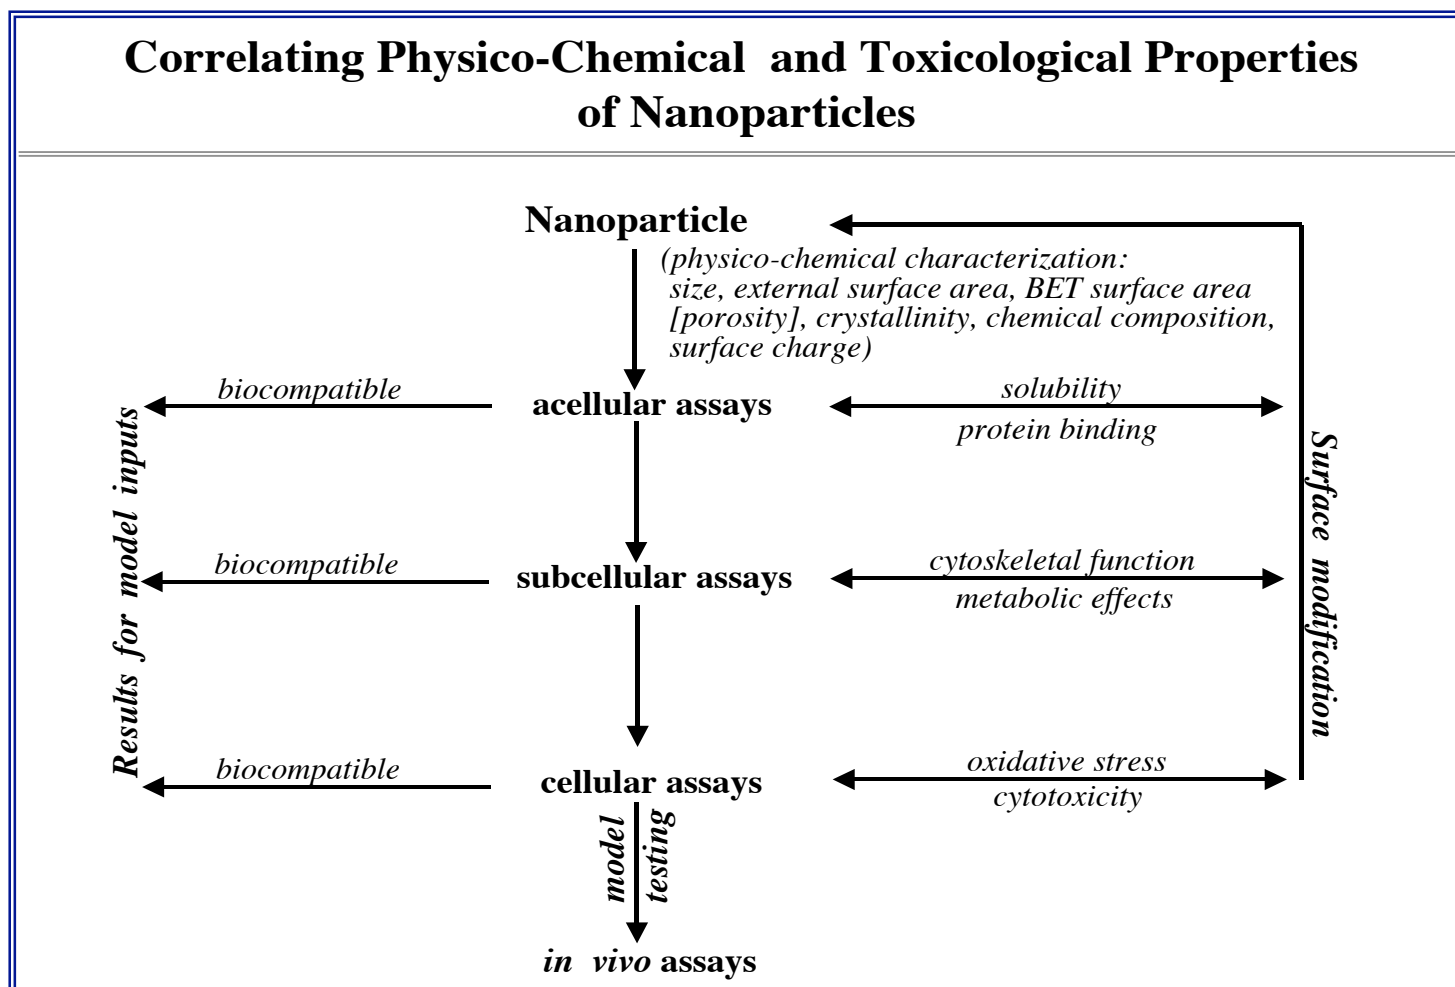 Correlating Physico-Chemical and Toxicological Properties
of Nanoparticles
Nanoparticle
(physico-chemical characterization:
size, external surface area, BET surface area
[porosity], crystallinity, chemical composition,
surface charge)
biocompatible
acellular assays
solubility
protein binding
Results for model inputs
Surface modification
biocompatible
subcellular assays
cytoskeletal function
metabolic effects
biocompatible
cellular assays
oxidative stress
cytotoxicity
model
testing
in vivo assays